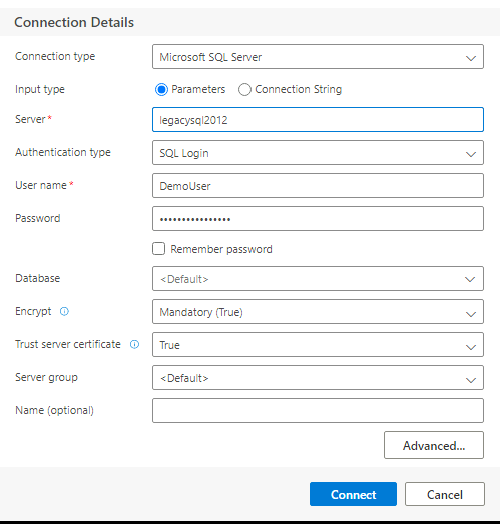 Connection Details
Connection type Microsoft SQL Server
Input type Parameters Connection String
Server* legacysql2012
Authentication type SQL Login
User name* DemoUser
Password ••••••••••••••••
Remember password
Database <Default>
Encrypt Mandatory (True)
Trust server certificate True
Server group <Default>
Name (optional)
Advanced...
Connect Cancel